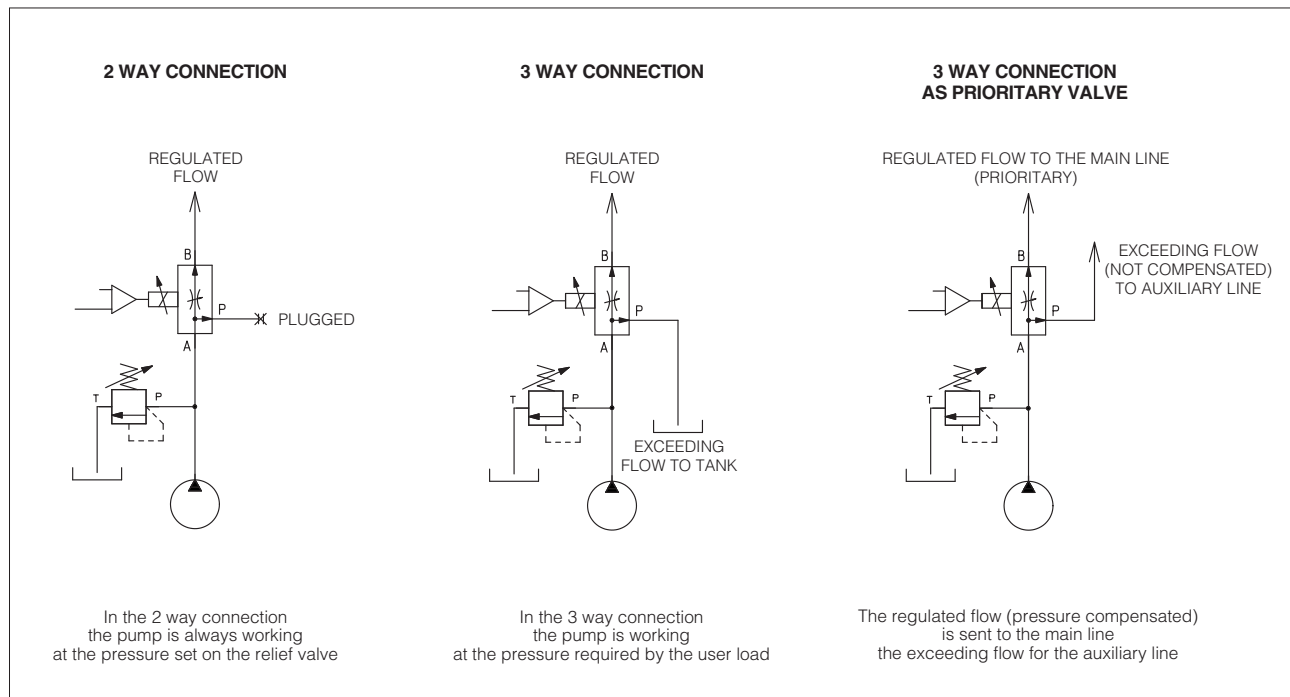 2 WAY CONNECTION
REGULATED
FLOW
B
P
PLUGGED
A
T
P
In the 2 way connection
the pump is always working
at the pressure set on the relief valve
3 WAY CONNECTION
REGULATED
FLOW
B
P
A
T
P
EXCEEDING
FLOW TO TANK
In the 3 way connection
the pump is working
at the pressure required by the user load
3 WAY CONNECTION
AS PRIORITARY VALVE
REGULATED FLOW TO THE MAIN LINE
(PRIORITARY)
B
EXCEEDING FLOW
(NOT COMPENSATED)
TO AUXILIARY LINE
P
A
T
P
The regulated flow (pressure compensated)
is sent to the main line
the exceeding flow for the auxiliary line